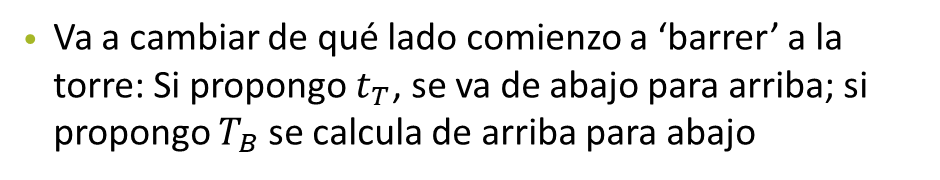 • Va a cambiar de qué lado comienzo a ‘barrer’ a la
torre: Si propongo t_T, se va de abajo para arriba; si
propongo T_B se calcula de arriba para abajo